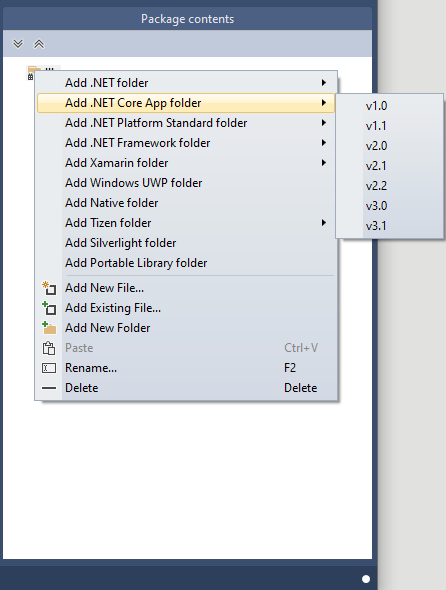 Package contents
Add .NET folder
Add .NET Core App folder
Add .NET Platform Standard folder
Add .NET Framework folder
Add Xamarin folder
Add Windows UWP folder
Add Native folder
Add Tizen folder
Add Silverlight folder
Add Portable Library folder
Add New File...
Add Existing File...
Add New Folder
Paste Ctrl+V
Rename... F2
Delete Delete
v1.0
v1.1
v2.0
v2.1
v2.2
v3.0
v3.1